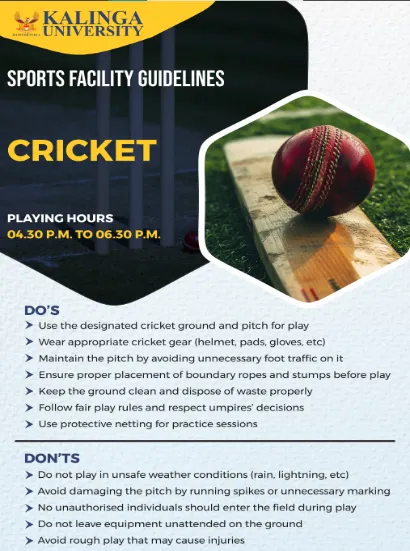 KALINGA
UNIVERSITY
SPORTS FACILITY GUIDELINES
CRICKET
PLAYING HOURS
04.30 P.M. TO 06.30 P.M.
DO'S
Use the designated cricket ground and pitch for play
Wear appropriate cricket gear (helmet, pads, gloves, etc)
Maintain the pitch by avoiding unnecessary foot traffic on it
Ensure proper placement of boundary ropes and stumps before play
Keep the ground clean and dispose of waste properly
Follow fair play rules and respect umpires' decisions
Use protective netting for practice sessions
DON'TS
Do not play in unsafe weather conditions (rain, lightning, etc)
Avoid damaging the pitch by running spikes or unnecessary marking
No unauthorised individuals should enter the field during play
Do not leave equipment unattended on the ground
Avoid rough play that may cause injuries